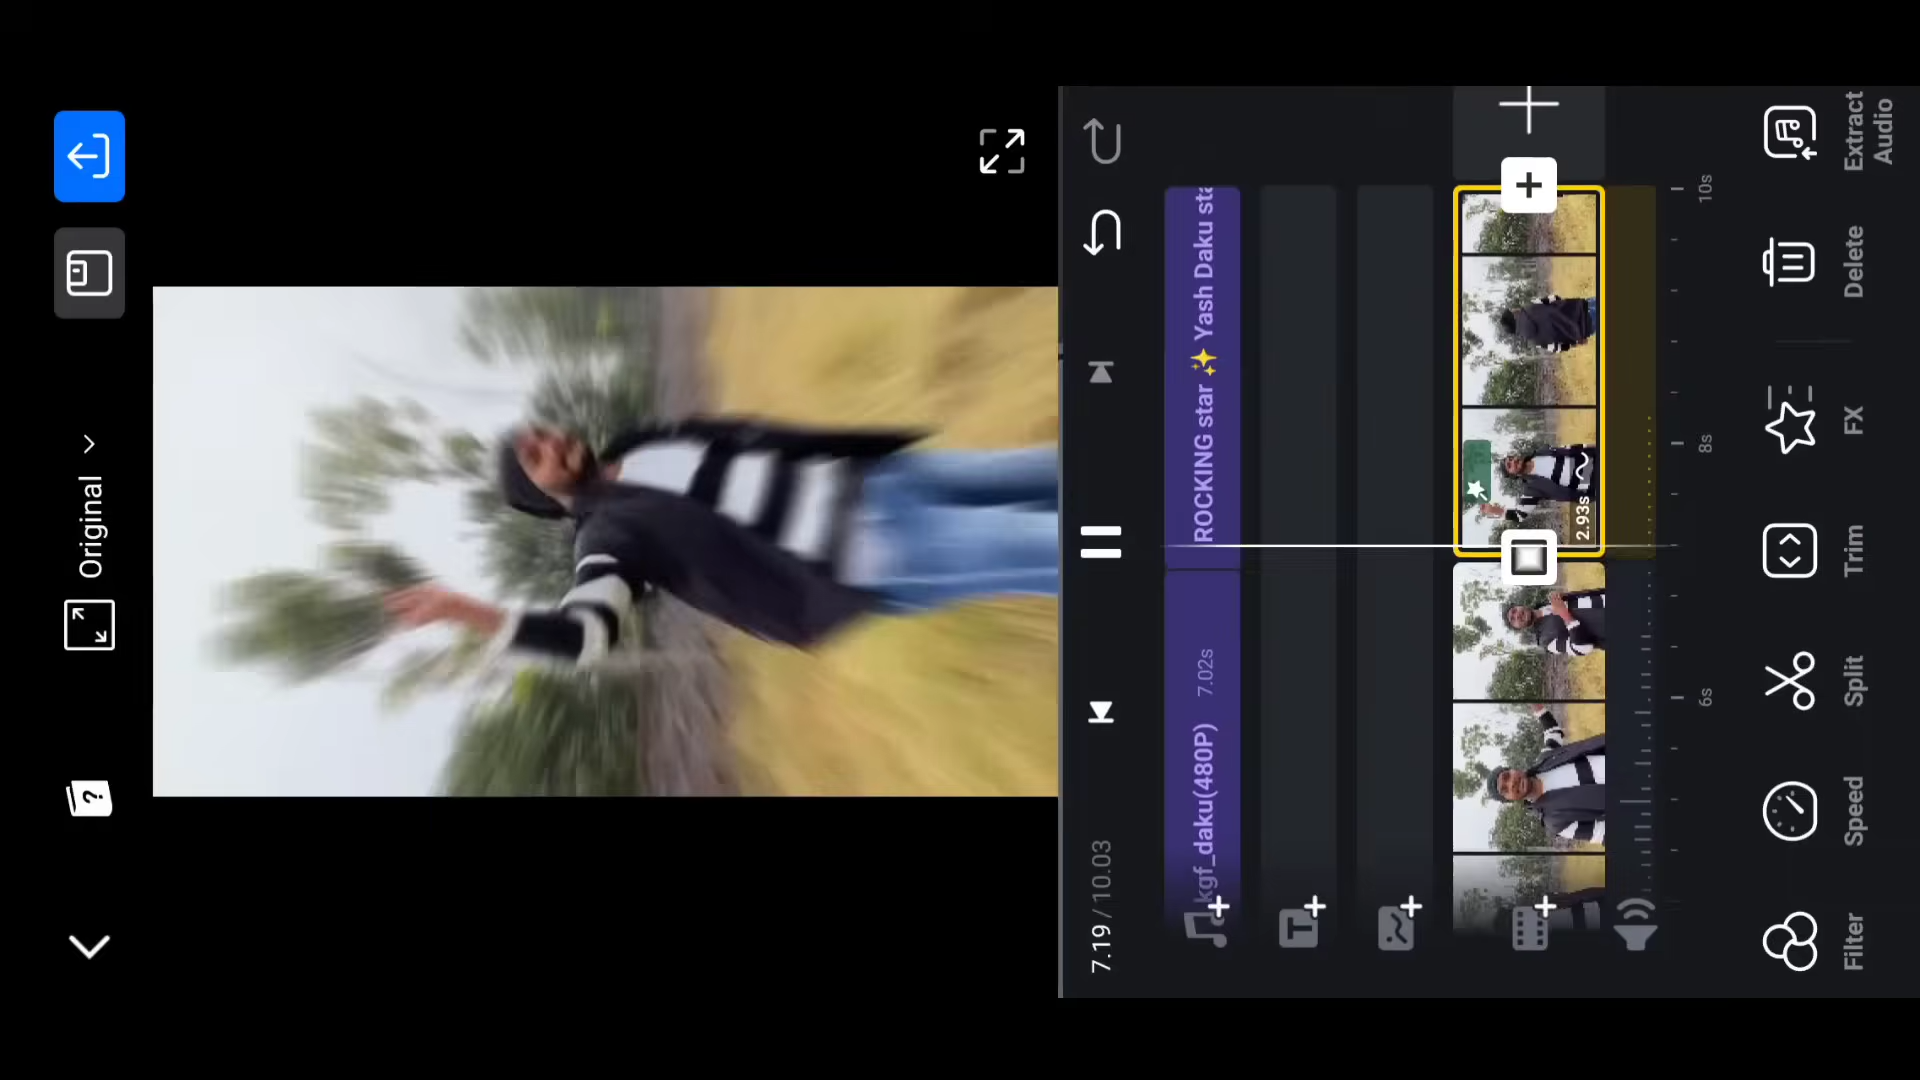 Original
7.19 / 10.03
kgf_daku(480P) 7.02s
ROCKING star ✨ Yash Daku sta
2.93s
6s
8s
10s
Filter
Speed
Split
Trim
FX
Delete
Extract
Audio